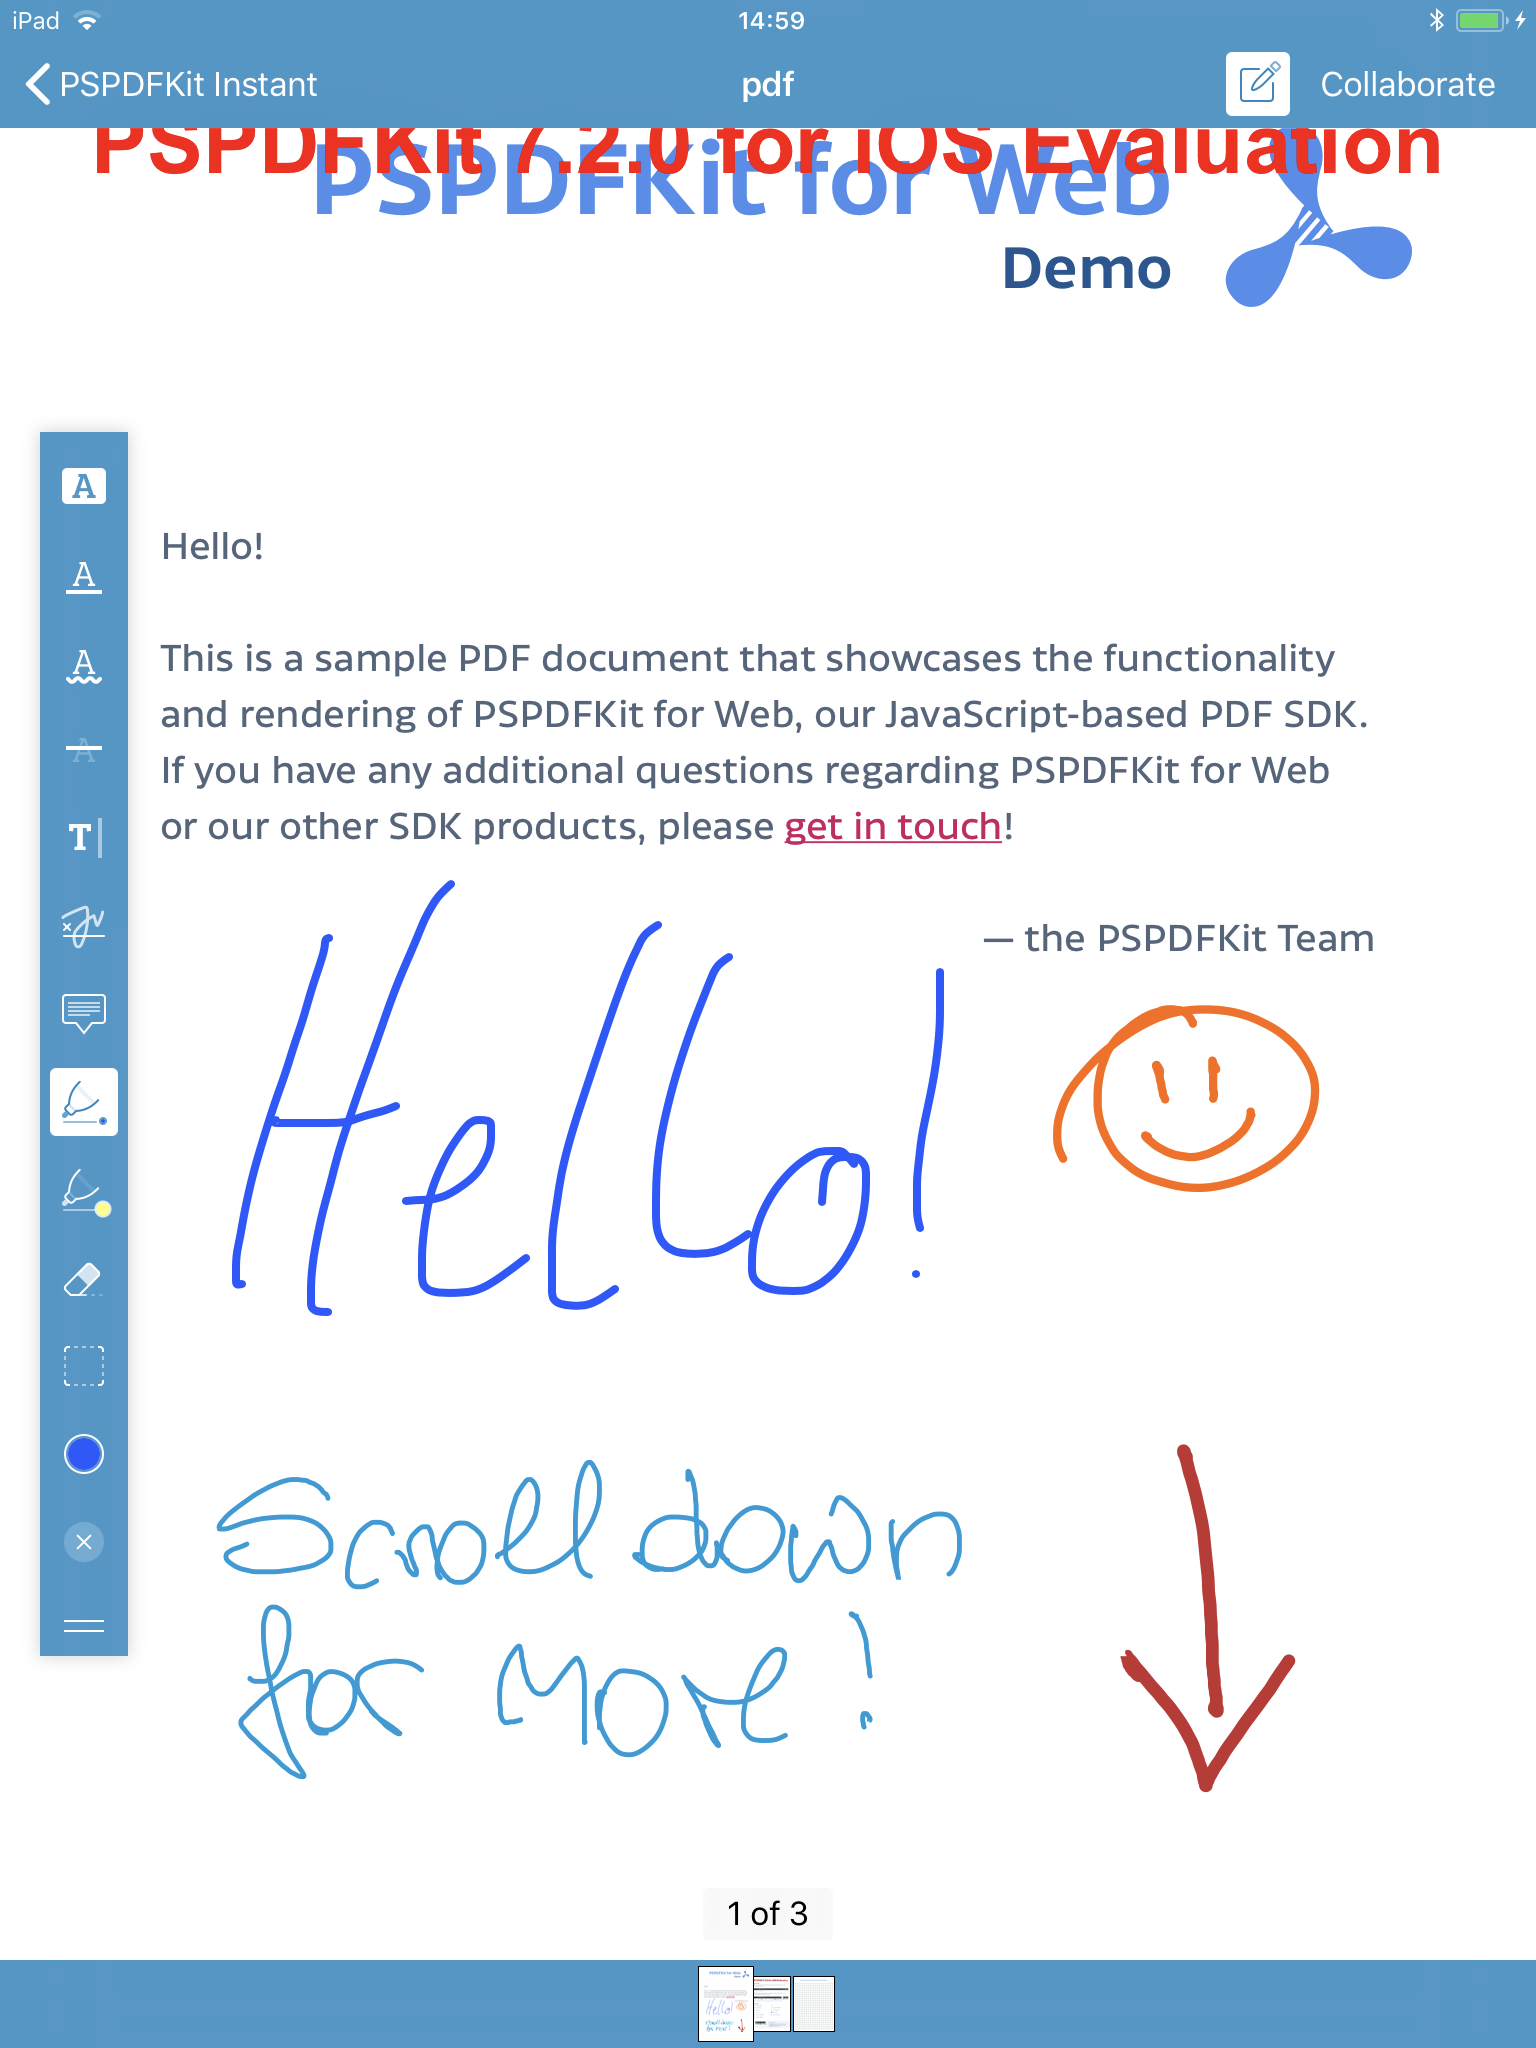 iPad 14:59
PSPDFKit Instant pdf Collaborate
PSPDFKit 7.2.0 for iOS Evaluation
PSPDFKit for Web
Demo
A
A
A
A
T
Hello!
This is a sample PDF document that showcases the functionality
and rendering of PSPDFKit for Web, our JavaScript-based PDF SDK.
If you have any additional questions regarding PSPDFKit for Web
or our other SDK products, please get in touch!
— the PSPDFKit Team
Hello!
Scroll down
for More!
1 of 3